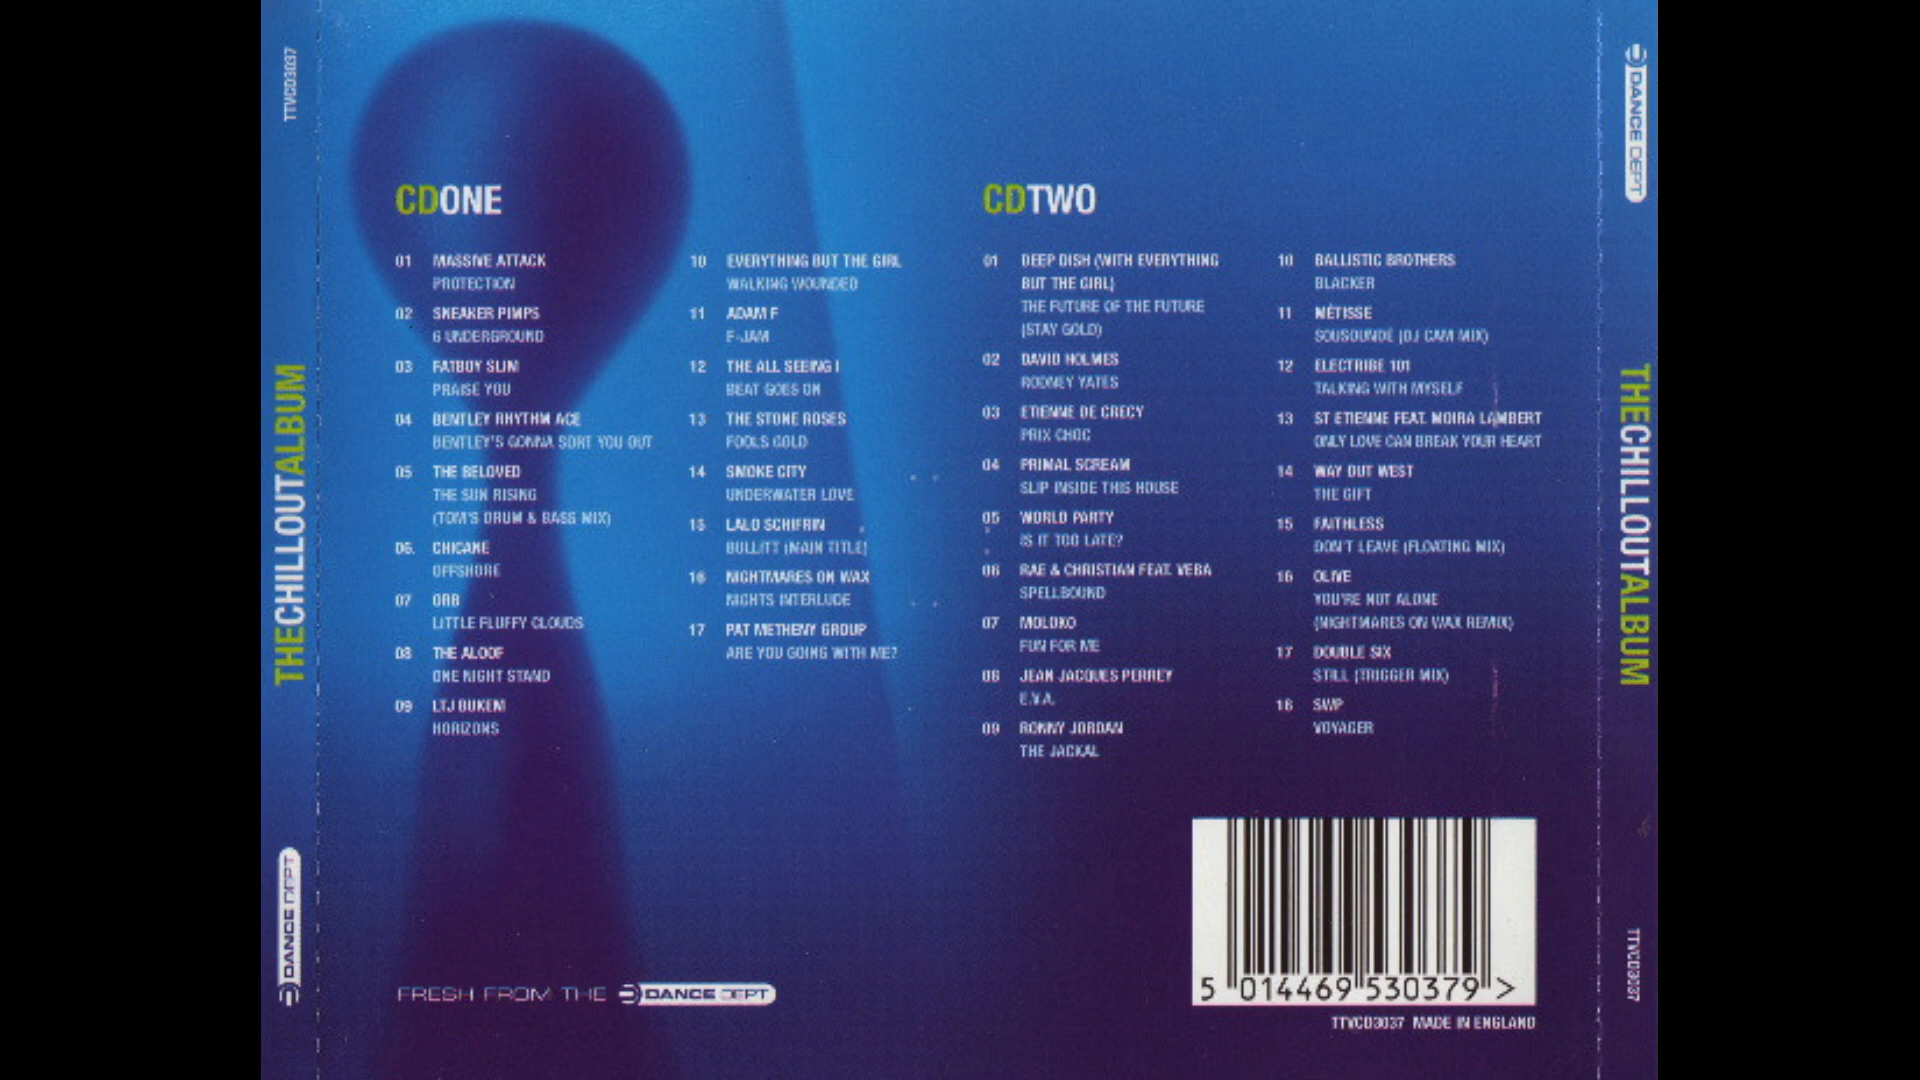 TTVCD3037
THECHILLOUTALBUM
DANCE DEPT
CDONE
01 MASSIVE ATTACK
PROTECTION
02 SNEAKER PIMPS
6 UNDERGROUND
03 FATBOY SLIM
PRAISE YOU
04 BENTLEY RHYTHM ACE
BENTLEY'S GONNA SORT YOU OUT
05 THE BELOVED
THE SUN RISING
(TOM'S DRUM & BASS MIX)
06. CHICANE
OFFSHORE
07 ORB
LITTLE FLUFFY CLOUDS
08 THE ALOOF
ONE NIGHT STAND
09 LTJ BUKEM
HORIZONS
10 EVERYTHING BUT THE GIRL
WALKING WOUNDED
11 ADAM F
F-JAM
12 THE ALL SEEING I
BEAT GOES ON
13 THE STONE ROSES
FOOLS GOLD
14 SMOKE CITY
UNDERWATER LOVE
15 LALO SCHIFRIN
BULLITT (MAIN TITLE)
16 NIGHTMARES ON WAX
NIGHTS INTERLUDE
17 PAT METHENY GROUP
ARE YOU GOING WITH ME?
CDTWO
01 DEEP DISH (WITH EVERYTHING
BUT THE GIRL)
THE FUTURE OF THE FUTURE
(STAY GOLD)
02 DAVID HOLMES
RODNEY YATES
03 ETIENNE DE CRECY
PRIX CHOC
04 PRIMAL SCREAM
SLIP INSIDE THIS HOUSE
05 WORLD PARTY
IS IT TOO LATE?
06 RAE & CHRISTIAN FEAT. VEBA
SPELLBOUND
07 MOLOKO
FUN FOR ME
08 JEAN JACQUES PERREY
E.V.A.
09 RONNY JORDAN
THE JACKAL
10 BALLISTIC BROTHERS
BLACKER
11 MÉTISSE
SOUSOUNDÉ (DJ CAM MIX)
12 ELECTRIBE 101
TALKING WITH MYSELF
13 ST ETIENNE FEAT. MOIRA LAMBERT
ONLY LOVE CAN BREAK YOUR HEART
14 WAY OUT WEST
THE GIFT
15 FAITHLESS
DON'T LEAVE (FLOATING MIX)
16 OLIVE
YOU'RE NOT ALONE
(NIGHTMARES ON WAX REMIX)
17 DOUBLE SIX
STILL (TRIGGER MIX)
18 SWP
VOYAGER
FRESH FROM THE DANCE DEPT
5 014469 530379 >
TTVCD3037 MADE IN ENGLAND
DANCE DEPT
THECHILLOUTALBUM
TTVCD3037